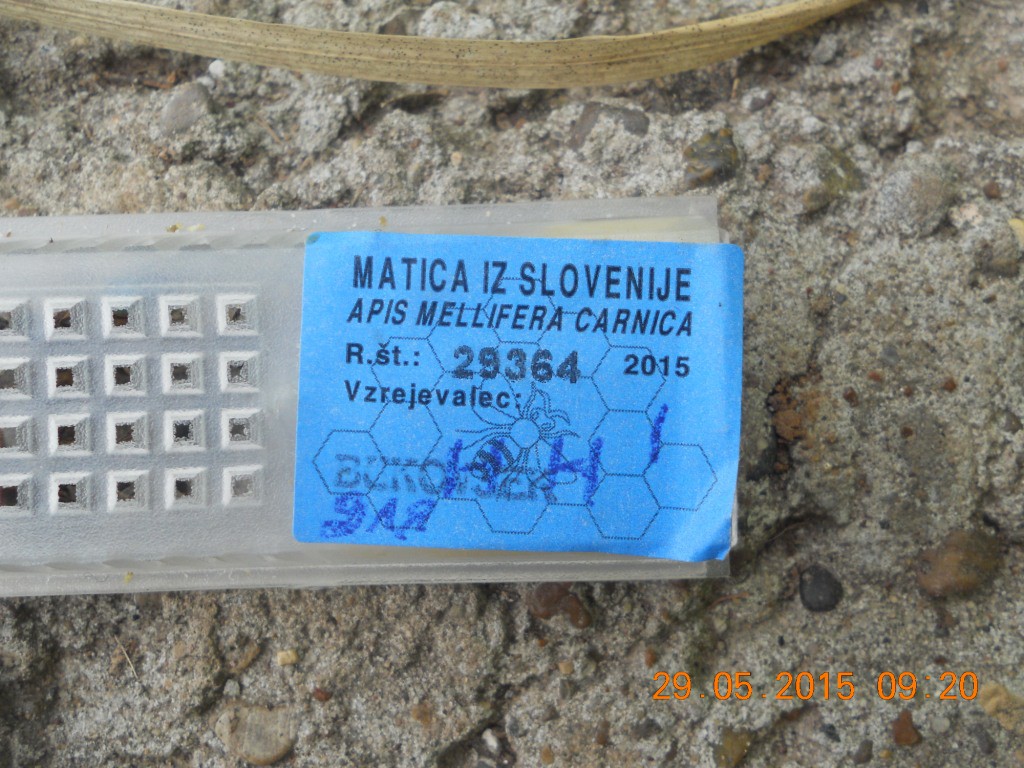 MATICA IZ SLOVENIJE
APIS MELLIFERA CARNICA
R.št.: 29364 2015
Vzrejevalec:
29.05.2015 09:20